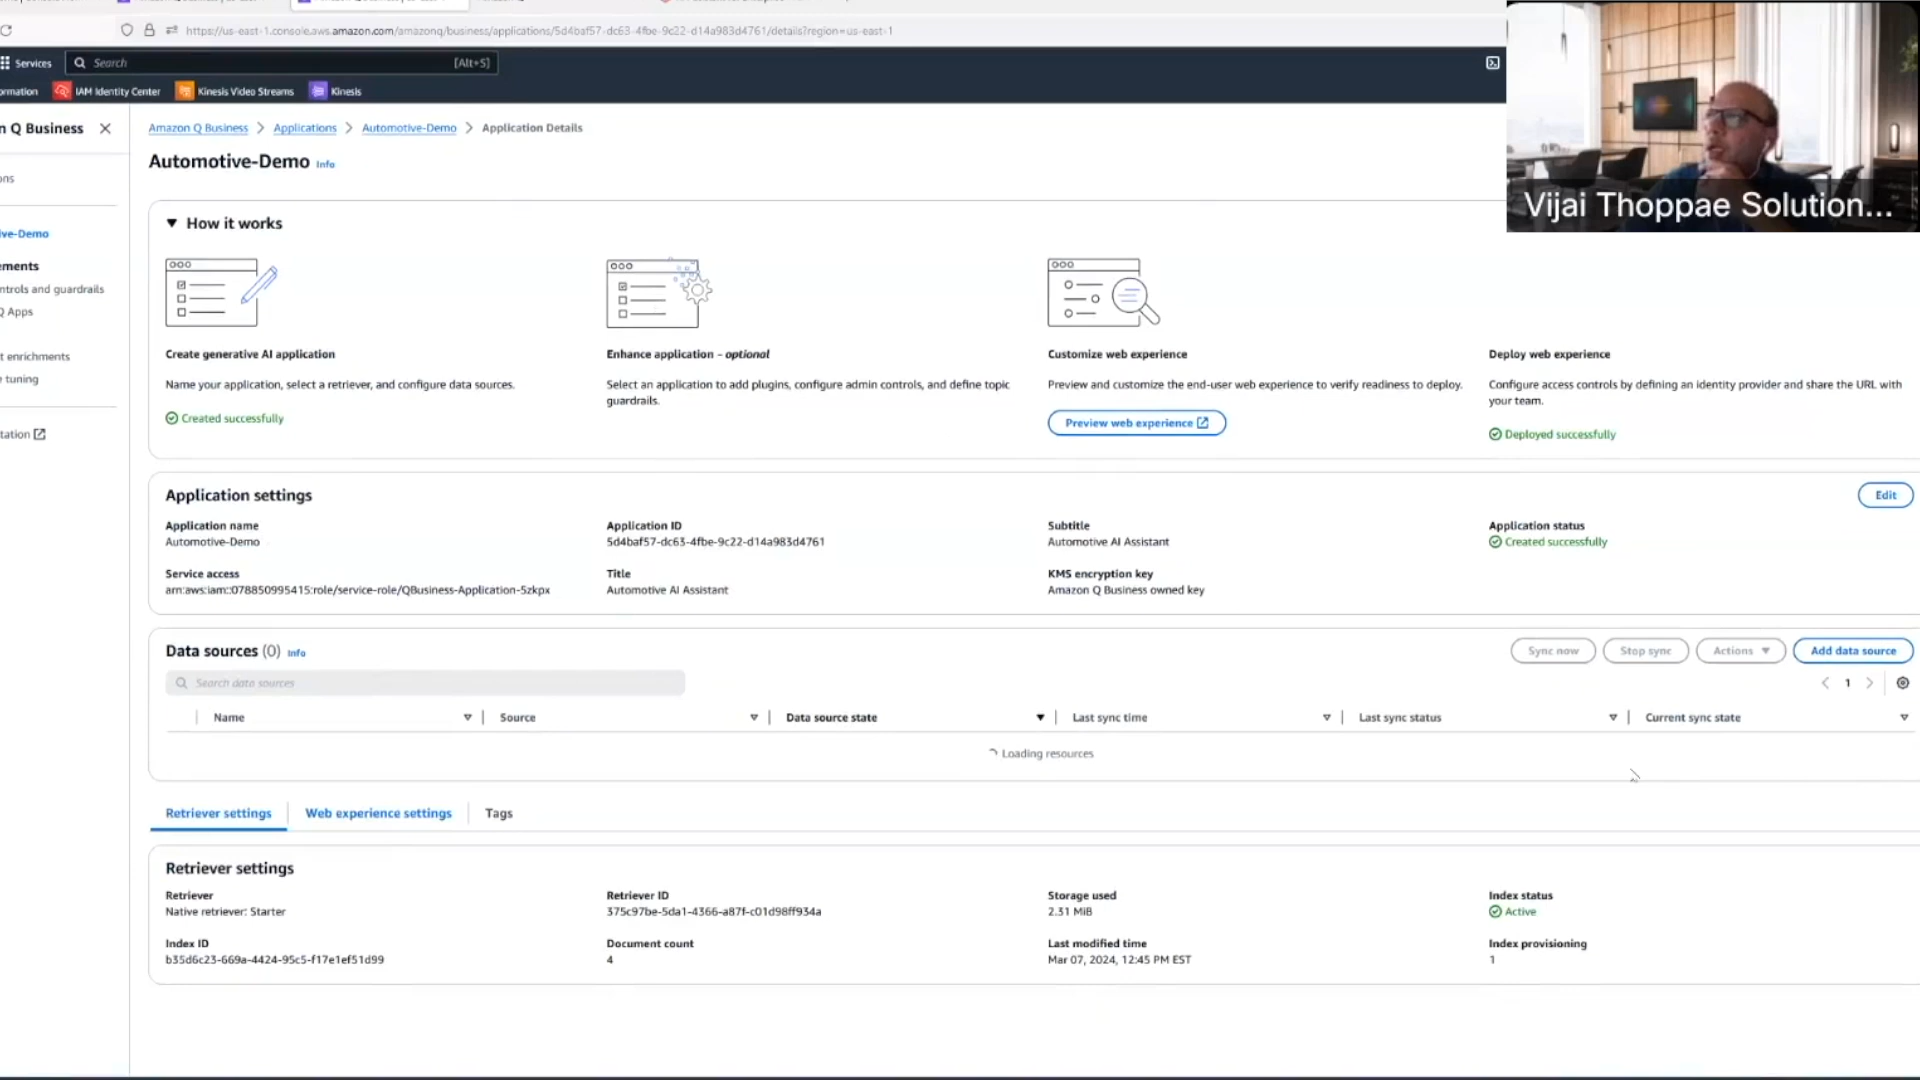 https://us-east-1.console.aws.amazon.com/amazonq/business/applications/5d4baf57-dc63-4fbe-9c22-d14a983d4761/details?region=us-east-1
Services
Search
[Alt+S]
ormation
IAM Identity Center
Kinesis Video Streams
Kinesis
n Q Business
Amazon Q Business > Applications > Automotive-Demo > Application Details
Automotive-Demo Info
ons
ve-Demo
ements
ntrols and guardrails
Q Apps
t enrichments
e tuning
tation
Vijai Thoppae Solution...
How it works
Create generative AI application
Name your application, select a retriever, and configure data sources.
Created successfully
Enhance application – optional
Select an application to add plugins, configure admin controls, and define topic
guardrails.
Customize web experience
Preview and customize the end-user web experience to verify readiness to deploy.
Preview web experience
Deploy web experience
Configure access controls by defining an identity provider and share the URL with
your team.
Deployed successfully
Application settings
Edit
Application name
Automotive-Demo
Application ID
5d4baf57-dc63-4fbe-9c22-d14a983d4761
Subtitle
Automotive AI Assistant
Application status
Created successfully
Service access
arn:aws:iam::078850995415:role/service-role/QBusiness-Application-5zkpx
Title
Automotive AI Assistant
KMS encryption key
Amazon Q Business owned key
Data sources (0) Info
Sync now
Stop sync
Actions
Add data source
Search data sources
1
Name
Source
Data source state
Last sync time
Last sync status
Current sync state
Loading resources
Retriever settings
Web experience settings
Tags
Retriever settings
Retriever
Native retriever: Starter
Retriever ID
375c97be-5da1-4366-a87f-c01d98ff934a
Storage used
2.31 MiB
Index status
Active
Index ID
b35d6c23-669a-4424-95c5-f17e1ef51d99
Document count
4
Last modified time
Mar 07, 2024, 12:45 PM EST
Index provisioning
1